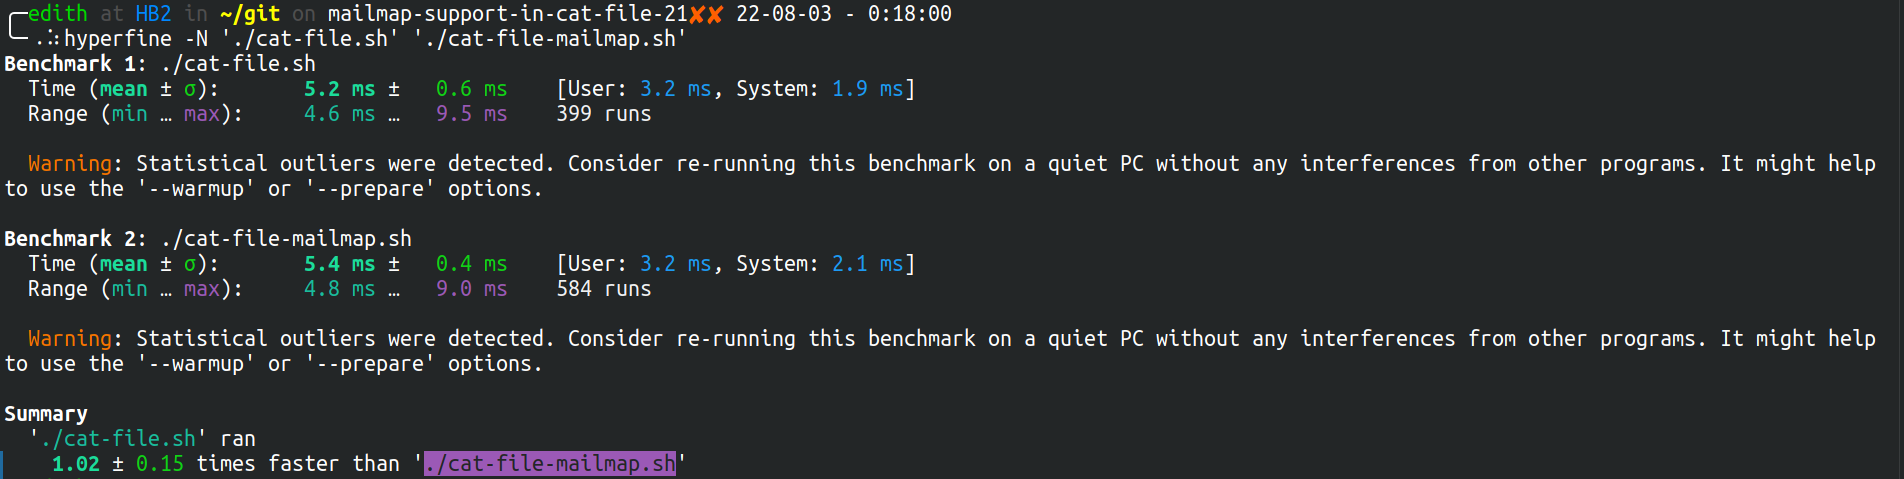 edith at HB2 in ~/git on mailmap-support-in-cat-file-21✘✘ 22-08-03 - 0:18:00
hyperfine -N './cat-file.sh' './cat-file-mailmap.sh'
Benchmark 1: ./cat-file.sh
Time (mean ± σ): 5.2 ms ± 0.6 ms [User: 3.2 ms, System: 1.9 ms]
Range (min … max): 4.6 ms … 9.5 ms 399 runs
Warning: Statistical outliers were detected. Consider re-running this benchmark on a quiet PC without any interferences from other programs. It might help
to use the '--warmup' or '--prepare' options.
Benchmark 2: ./cat-file-mailmap.sh
Time (mean ± σ): 5.4 ms ± 0.4 ms [User: 3.2 ms, System: 2.1 ms]
Range (min … max): 4.8 ms … 9.0 ms 584 runs
Warning: Statistical outliers were detected. Consider re-running this benchmark on a quiet PC without any interferences from other programs. It might help
to use the '--warmup' or '--prepare' options.
Summary
'./cat-file.sh' ran
1.02 ± 0.15 times faster than './cat-file-mailmap.sh'